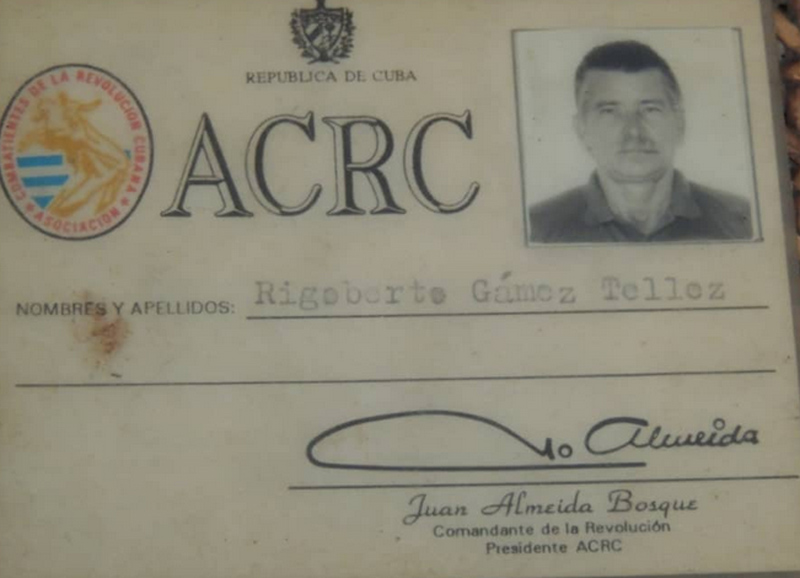 REPUBLICA DE CUBA
COMBATIENTES DE LA REVOLUCION CUBANA
ASOCIACION
ACRC
NOMBRES Y APELLIDOS: Rigoberto Gámez Tellez
Almeida
Juan Almeida Bosque
Comandante de la Revolución
Presidente ACRC